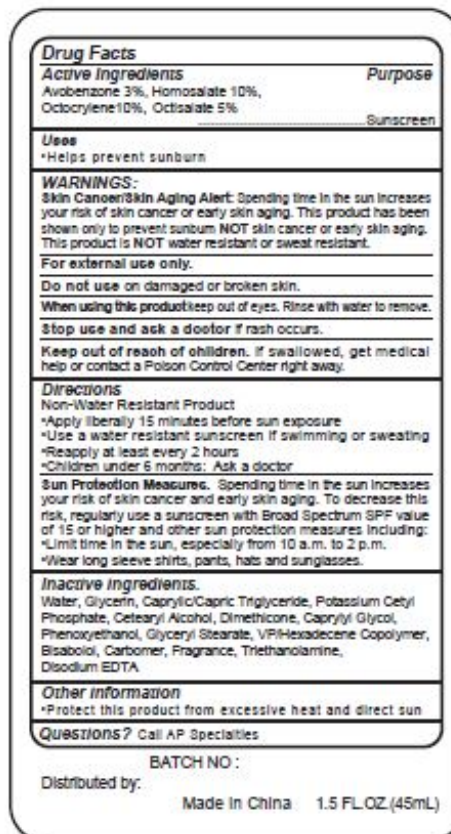 Drug Facts
Active Ingredients Purpose
Avobenzone 3%, Homosalate 10%,
Octocrylene10%, Octisalate 5%
Sunscreen
Uses
•Helps prevent sunburn
WARNINGS:
Skin Cancer/Skin Aging Alert: Spending time in the sun increases
your risk of skin cancer or early skin aging. This product has been
shown only to prevent sunburn NOT skin cancer or early skin aging.
This product is NOT water resistant or sweat resistant.
For external use only.
Do not use on damaged or broken skin.
When using this product keep out of eyes. Rinse with water to remove.
Stop use and ask a doctor if rash occurs.
Keep out of reach of children. If swallowed, get medical
help or contact a Poison Control Center right away.
Directions
Non-Water Resistant Product
•Apply liberally 15 minutes before sun exposure
•Use a water resistant sunscreen if swimming or sweating
•Reapply at least every 2 hours
•Children under 6 months: Ask a doctor
Sun Protection Measures. Spending time in the sun increases
your risk of skin cancer and early skin aging. To decrease this
risk, regularly use a sunscreen with Broad Spectrum SPF value
of 15 or higher and other sun protection measures including:
•Limit time in the sun, especially from 10 a.m. to 2 p.m.
•Wear long sleeve shirts, pants, hats and sunglasses.
Inactive ingredients.
Water, Glycerin, Caprylic/Capric Triglyceride, Potassium Cetyl
Phosphate, Cetearyl Alcohol, Dimethicone, Caprylyl Glycol,
Phenoxyethanol, Glyceryl Stearate, VP/Hexadecene Copolymer,
Bisabolol, Carbomer, Fragrance, Triethanolamine,
Disodium EDTA
Other information
•Protect this product from excessive heat and direct sun
Questions? Call AP Specialties
BATCH NO :
Distributed by:
Made in China 1.5 FL.OZ.(45mL)